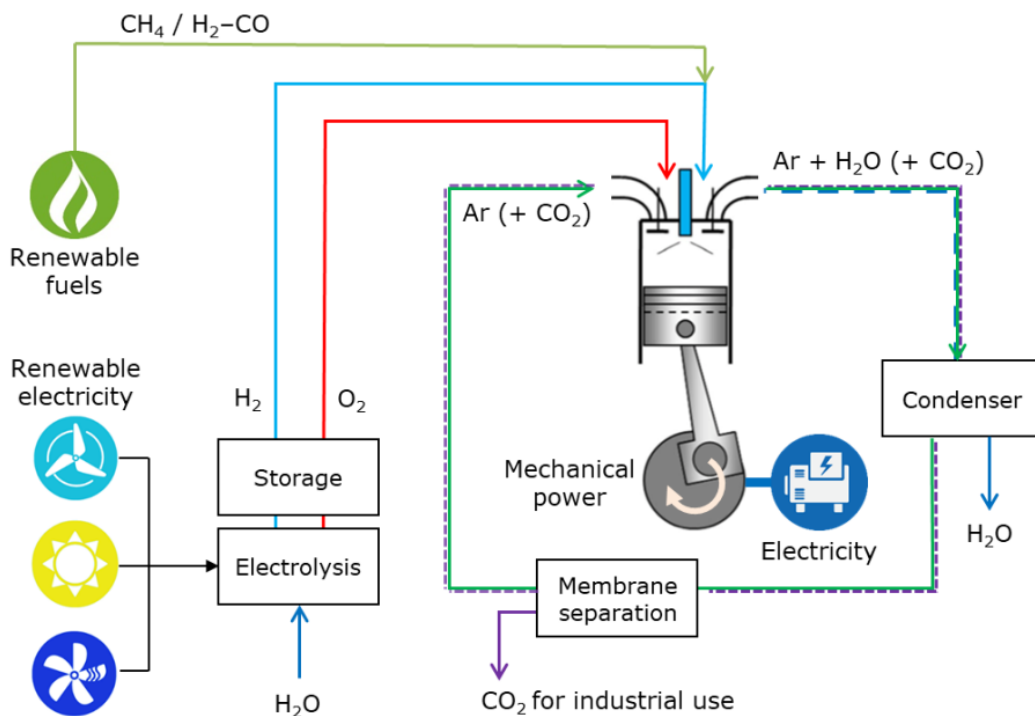 CH₄ / H₂–CO
Ar + H₂O (+ CO₂)
Ar (+ CO₂)
Renewable
fuels
Renewable
electricity
H₂
O₂
Condenser
Storage
Mechanical
power
Electrolysis
Electricity
H₂O
Membrane
separation
H₂O
CO₂ for industrial use